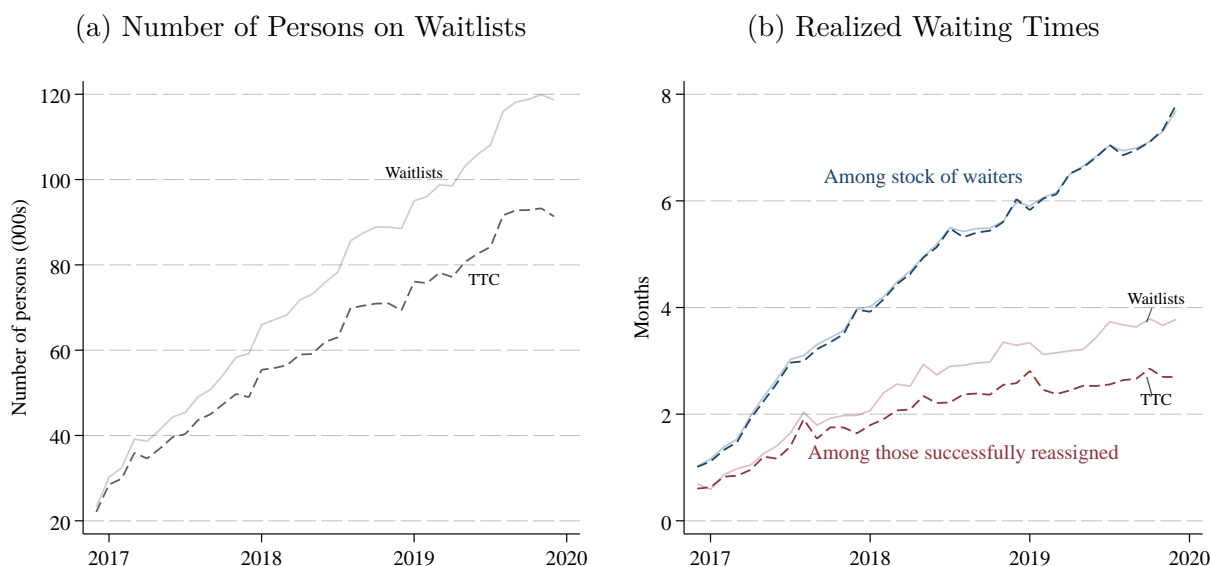 (a) Number of Persons on Waitlists
Number of persons (000s)
120
100
80
60
40
20
Waitlists
TTC
2017 2018 2019 2020
(b) Realized Waiting Times
Months
8
6
4
2
0
Among stock of waiters
Waitlists
TTC
Among those successfully reassigned
2017 2018 2019 2020